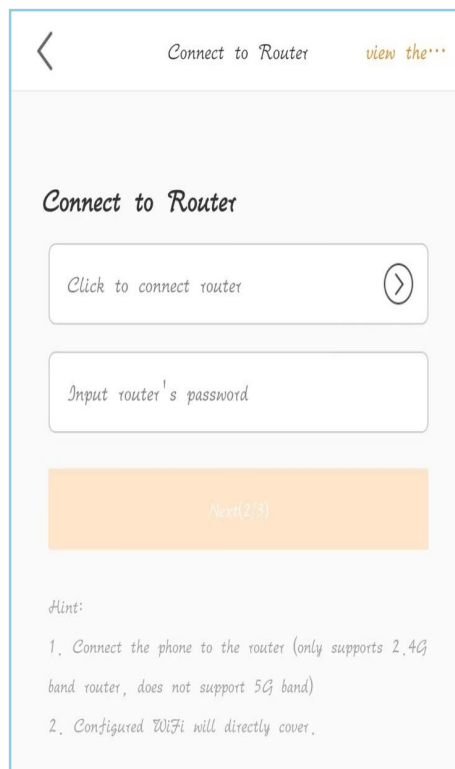 Connect to Router
view the...
Connect to Router
Click to connect router
Input router's password
Next(2/3)
Hint:
1. Connect the phone to the router (only supports 2.4G
band router, does not support 5G band)
2. Configured WiFi will directly cover.